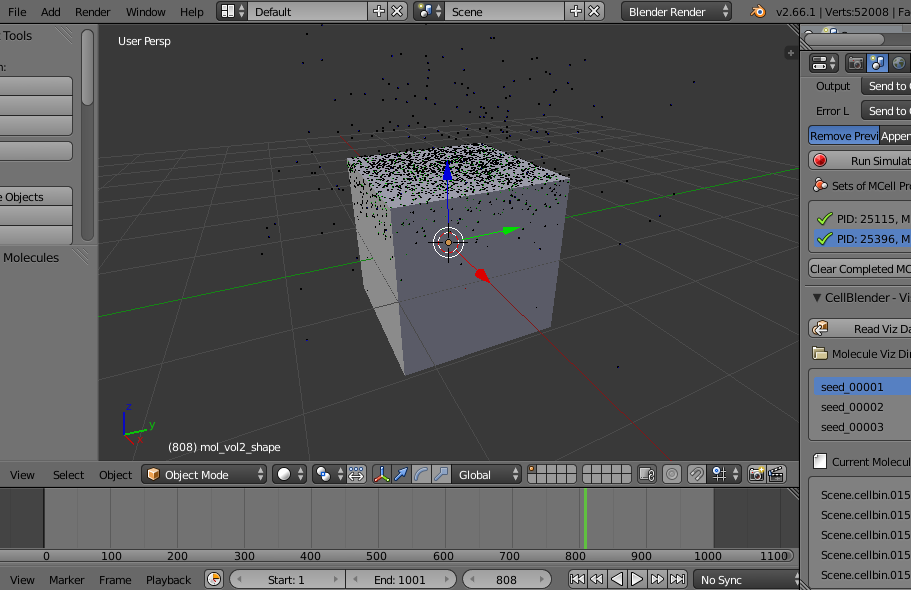 File Add Render Window Help Default Scene Blender Render v2.66.1 | Verts:52008 | Fa
Tools
n:
e Objects
Molecules
User Persp
(808) mol_vol2_shape
z
y
x
Output Send to
Error L Send to
Remove Previ Appen
Run Simulat
Sets of MCell Pr
PID: 25115, M
PID: 25396, M
Clear Completed MC
CellBlender - Vi
Read Viz Da
Molecule Viz Dir
seed_00001
seed_00002
seed_00003
Current Molecul
Scene.cellbin.015
Scene.cellbin.015
Scene.cellbin.015
Scene.cellbin.015
Scene.cellbin.015
View Select Object Object Mode Global
0 100 200 300 400 500 600 700 800 900 1000 1100
View Marker Frame Playback Start: 1 End: 1001 808 No Sync